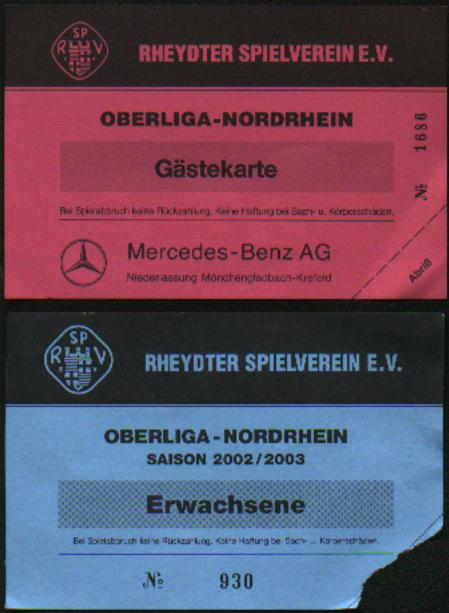 SP
R V
RHEYDTER SPIELVEREIN E.V.
OBERLIGA-NORDRHEIN
Gästekarte
Bei Spielabbruch keine Rückzahlung. Keine Haftung bei Sach- u. Körperschäden.
№ 1686
Mercedes-Benz AG
Niederlassung Mönchengladbach-Krefeld
Abriß
SP
R V
RHEYDTER SPIELVEREIN E.V.
OBERLIGA-NORDRHEIN
SAISON 2002/2003
Erwachsene
Bei Spielabbruch keine Rückzahlung. Keine Haftung bei Sach- u. Körperschäden.
№ 930